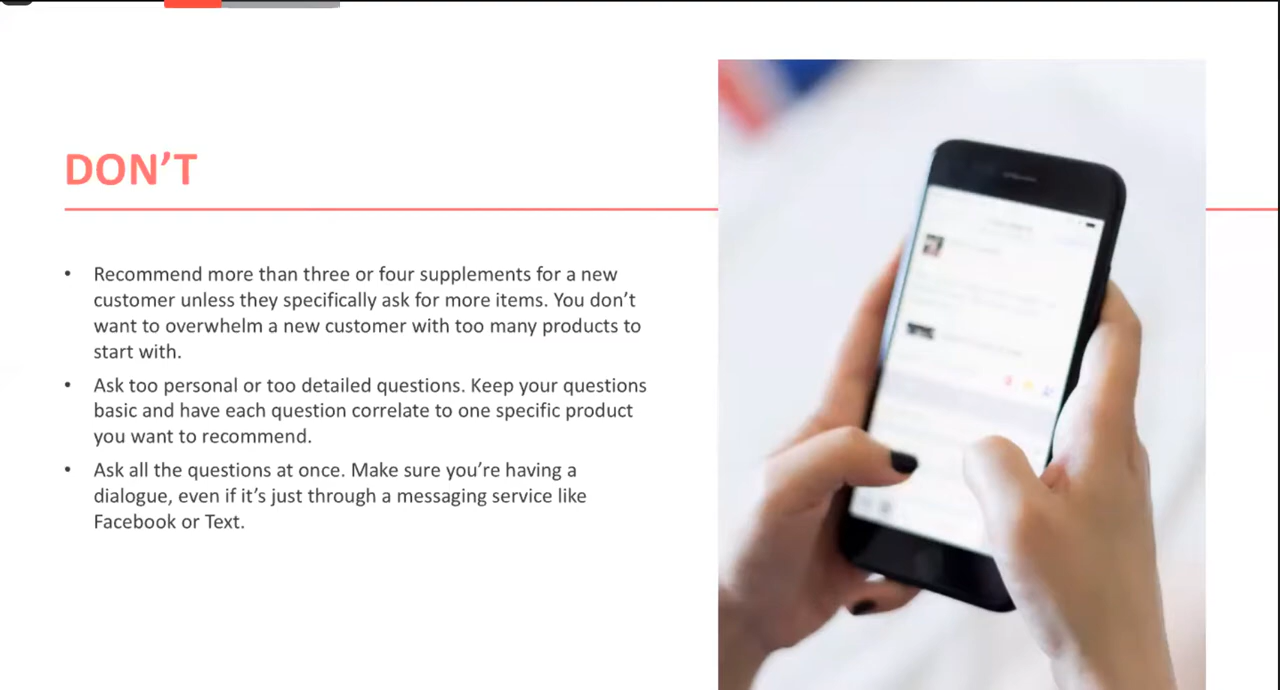 DON’T
• Recommend more than three or four supplements for a new
customer unless they specifically ask for more items. You don’t
want to overwhelm a new customer with too many products to
start with.
• Ask too personal or too detailed questions. Keep your questions
basic and have each question correlate to one specific product
you want to recommend.
• Ask all the questions at once. Make sure you’re having a
dialogue, even if it’s just through a messaging service like
Facebook or Text.